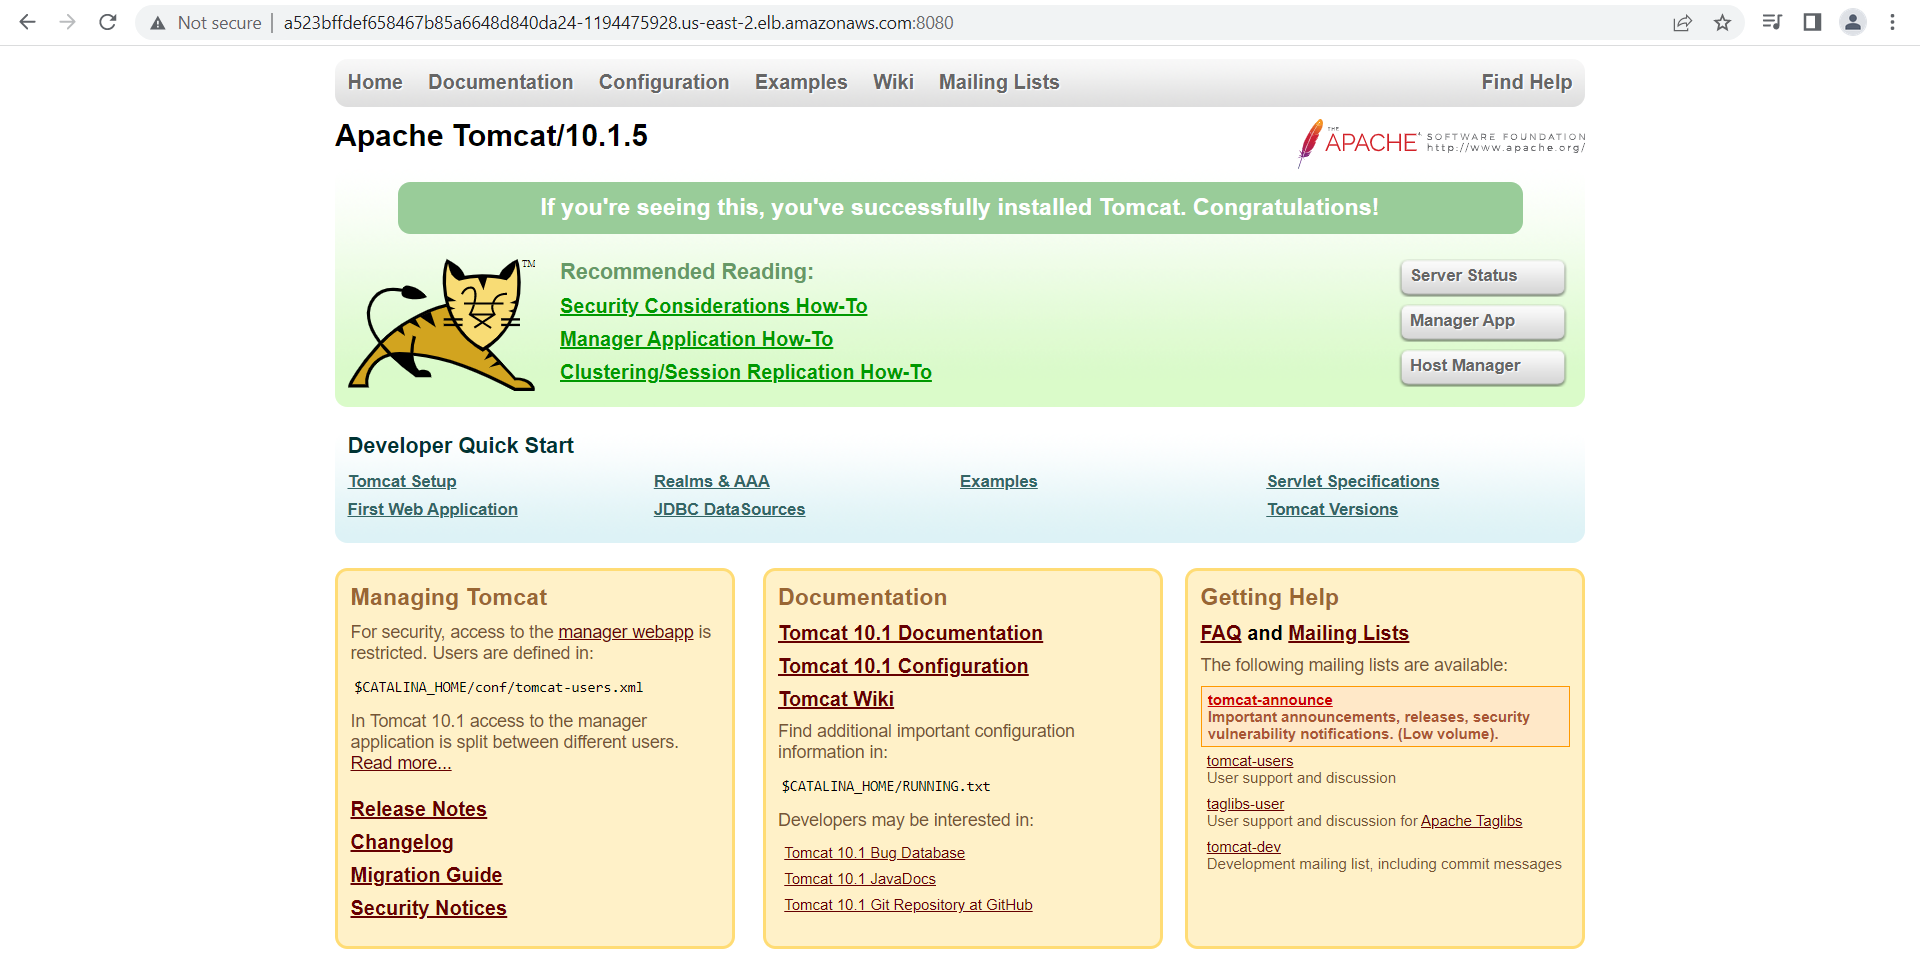 Not secure | a523bffdef658467b85a6648d840da24-1194475928.us-east-2.elb.amazonaws.com:8080
Home Documentation Configuration Examples Wiki Mailing Lists Find Help
Apache Tomcat/10.1.5
THE APACHE SOFTWARE FOUNDATION
http://www.apache.org/
If you're seeing this, you've successfully installed Tomcat. Congratulations!
TM
Recommended Reading:
Security Considerations How-To
Manager Application How-To
Clustering/Session Replication How-To
Server Status
Manager App
Host Manager
Developer Quick Start
Tomcat Setup
First Web Application
Realms & AAA
JDBC DataSources
Examples
Servlet Specifications
Tomcat Versions
Managing Tomcat
For security, access to the manager webapp is
restricted. Users are defined in:
$CATALINA_HOME/conf/tomcat-users.xml
In Tomcat 10.1 access to the manager
application is split between different users.
Read more...
Release Notes
Changelog
Migration Guide
Security Notices
Documentation
Tomcat 10.1 Documentation
Tomcat 10.1 Configuration
Tomcat Wiki
Find additional important configuration
information in:
$CATALINA_HOME/RUNNING.txt
Developers may be interested in:
Tomcat 10.1 Bug Database
Tomcat 10.1 JavaDocs
Tomcat 10.1 Git Repository at GitHub
Getting Help
FAQ and Mailing Lists
The following mailing lists are available:
tomcat-announce
Important announcements, releases, security
vulnerability notifications. (Low volume).
tomcat-users
User support and discussion
taglibs-user
User support and discussion for Apache Taglibs
tomcat-dev
Development mailing list, including commit messages